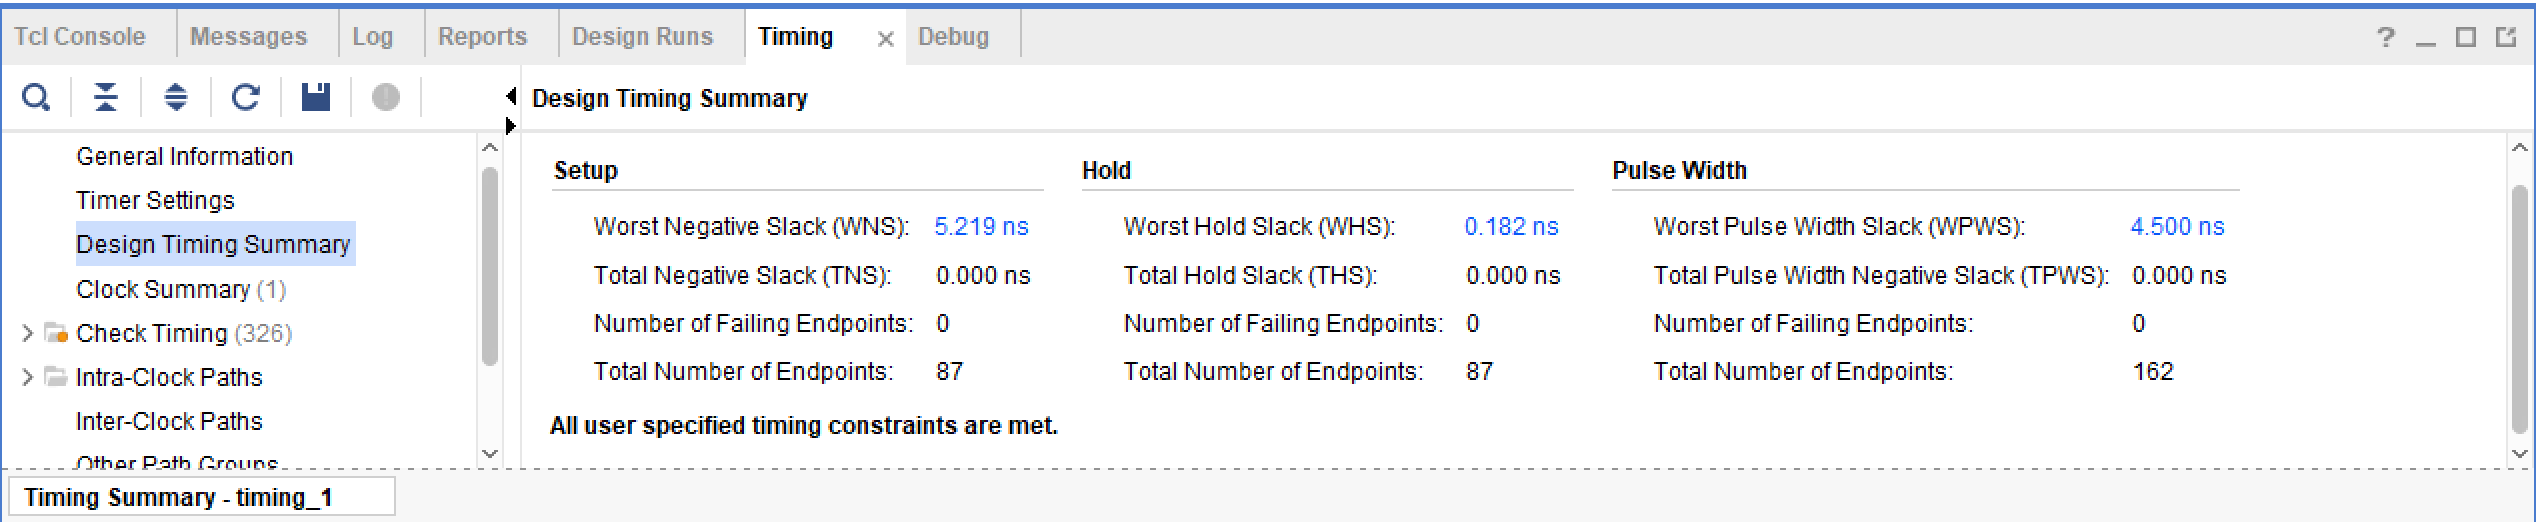 Tcl Console Messages Log Reports Design Runs Timing × Debug ?
Design Timing Summary
General Information
Timer Settings
Design Timing Summary
Clock Summary (1)
Check Timing (326)
Intra-Clock Paths
Inter-Clock Paths
Other Path Groups
Setup Hold Pulse Width
Worst Negative Slack (WNS): 5.219 ns Worst Hold Slack (WHS): 0.182 ns Worst Pulse Width Slack (WPWS): 4.500 ns
Total Negative Slack (TNS): 0.000 ns Total Hold Slack (THS): 0.000 ns Total Pulse Width Negative Slack (TPWS): 0.000 ns
Number of Failing Endpoints: 0 Number of Failing Endpoints: 0 Number of Failing Endpoints: 0
Total Number of Endpoints: 87 Total Number of Endpoints: 87 Total Number of Endpoints: 162
All user specified timing constraints are met.
Timing Summary - timing_1